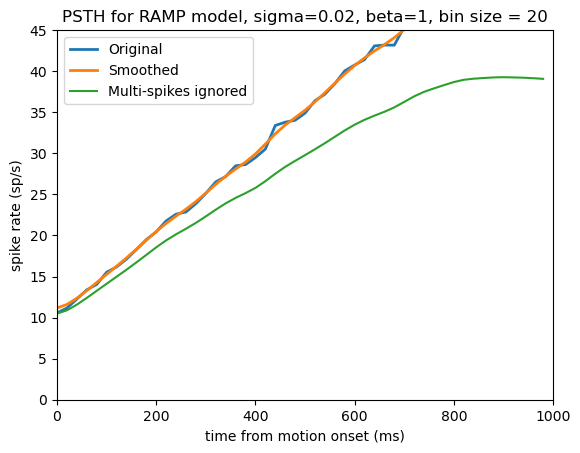 PSTH for RAMP model, sigma=0.02, beta=1, bin size = 20
Original
Smoothed
Multi-spikes ignored
45
40
35
30
25
20
15
10
5
0
spike rate (sp/s)
0 200 400 600 800 1000
time from motion onset (ms)